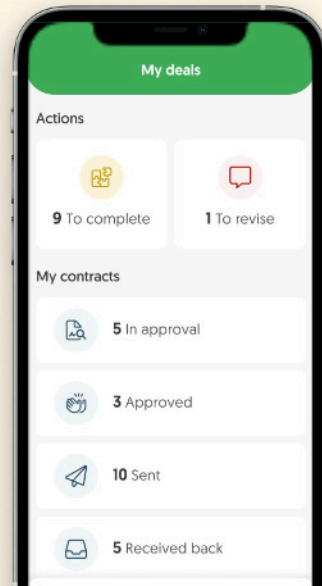 My deals
Actions
9 To complete
1 To revise
My contracts
5 In approval
3 Approved
10 Sent
5 Received back